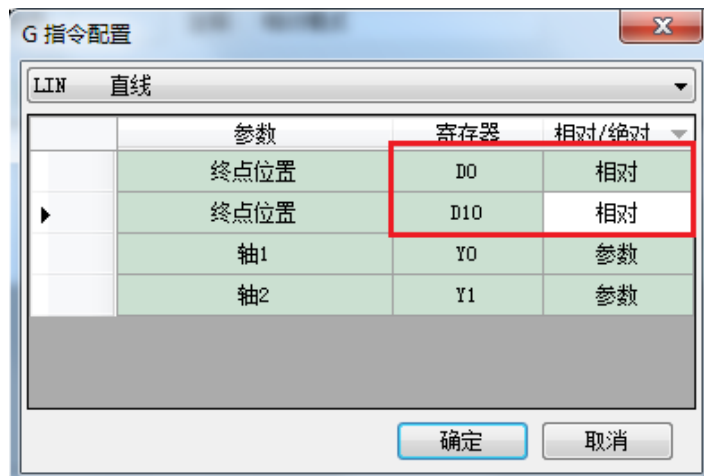 G 指令配置
LIN 直线
参数 寄存器 相对/绝对
终点位置 D0 相对
终点位置 D10 相对
轴1 Y0 参数
轴2 Y1 参数
确定 取消